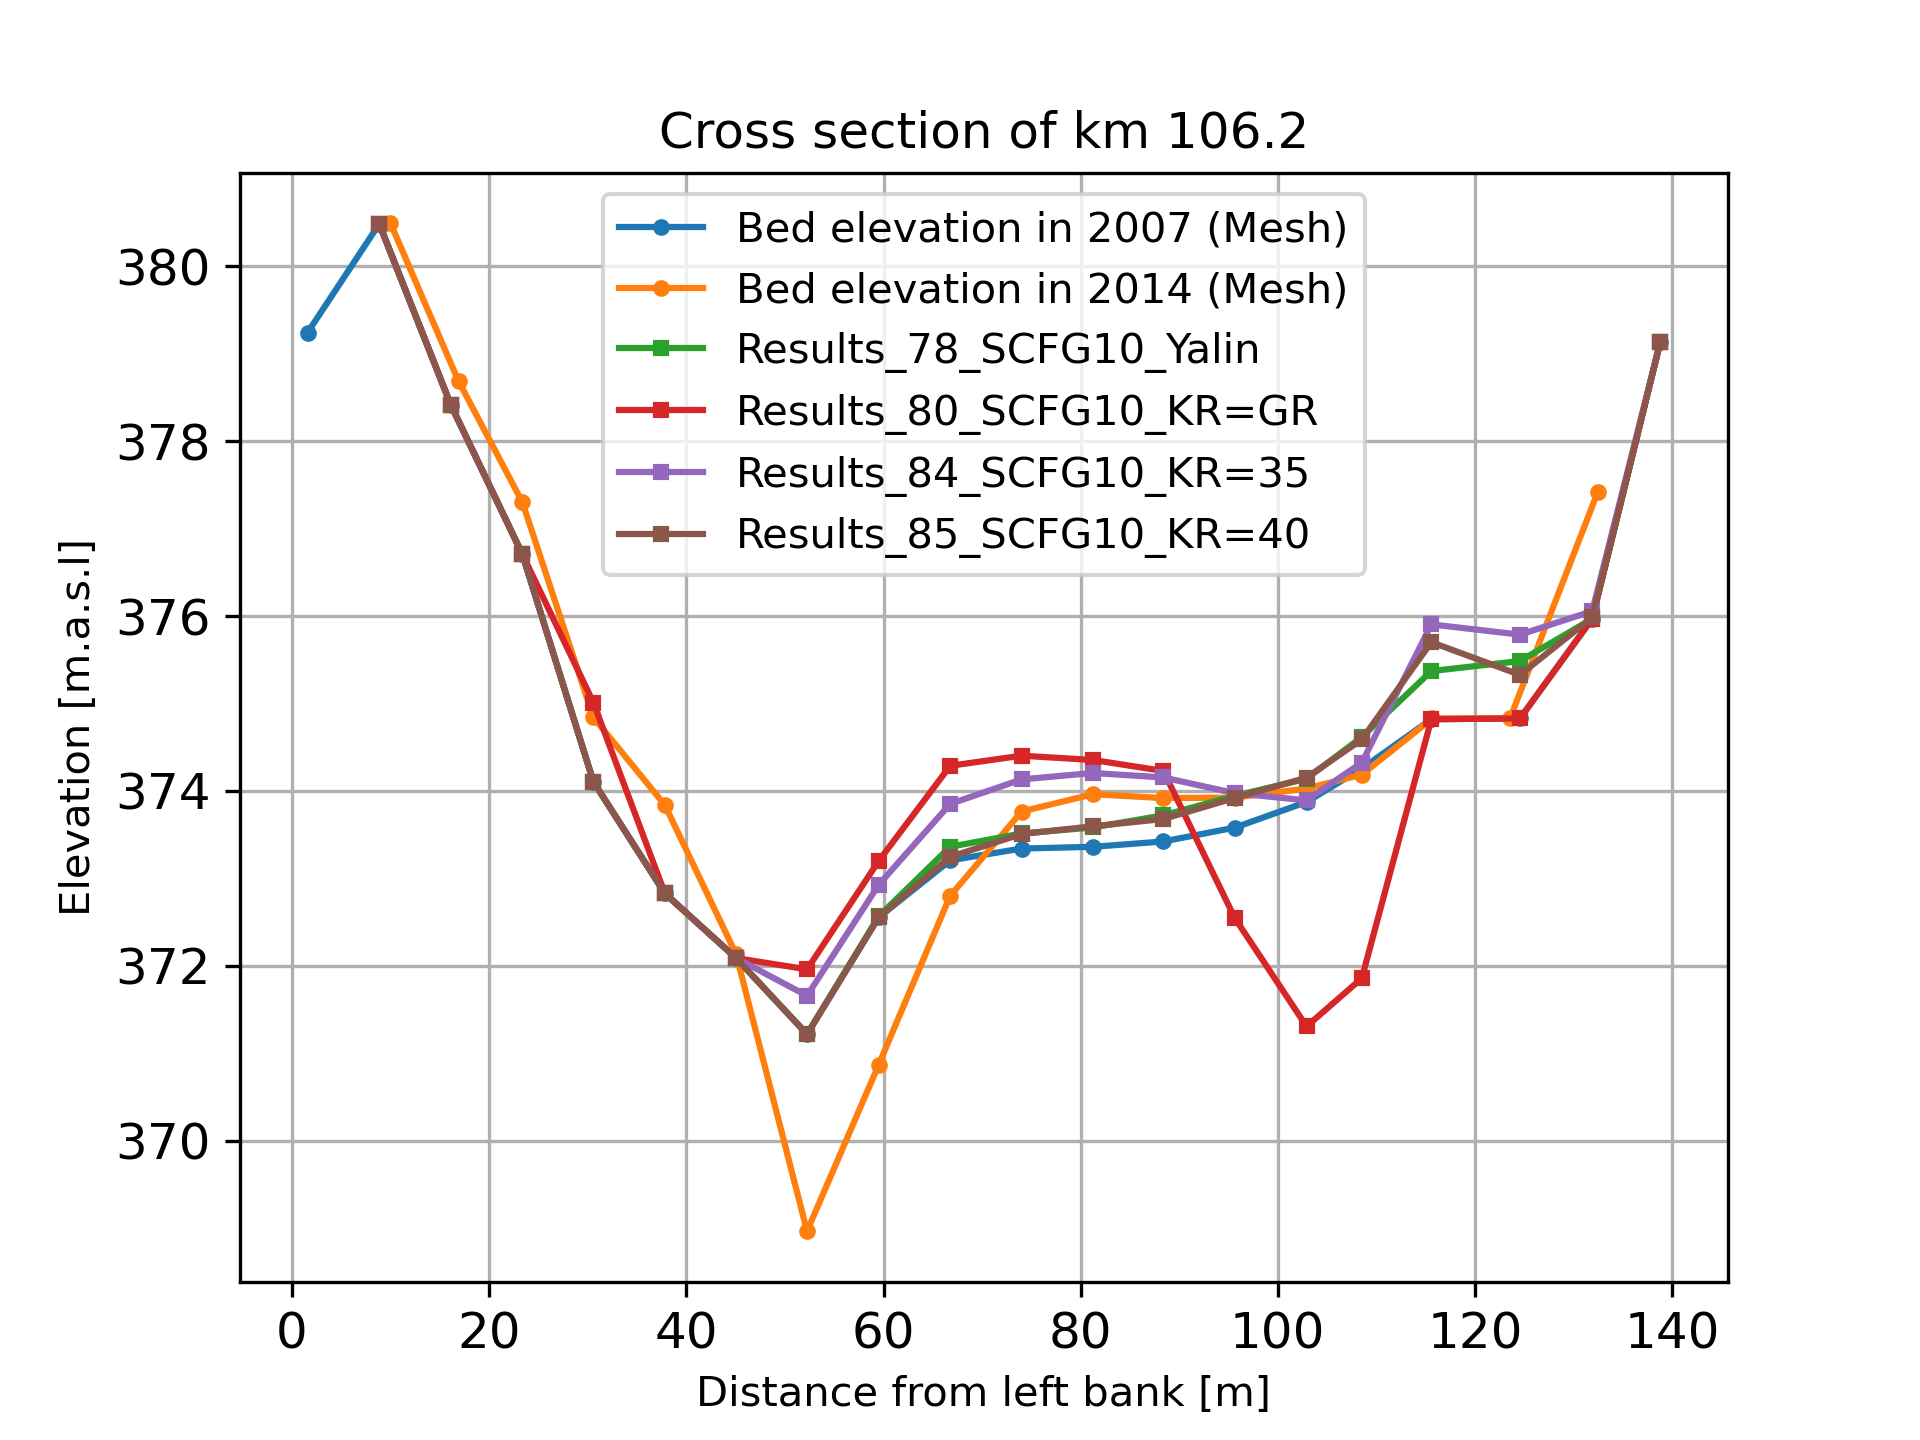 Cross section of km 106.2
Bed elevation in 2007 (Mesh)
Bed elevation in 2014 (Mesh)
Results_78_SCFG10_Yalin
Results_80_SCFG10_KR=GR
Results_84_SCFG10_KR=35
Results_85_SCFG10_KR=40
Elevation [m.a.s.l]
380
378
376
374
372
370
0 20 40 60 80 100 120 140
Distance from left bank [m]